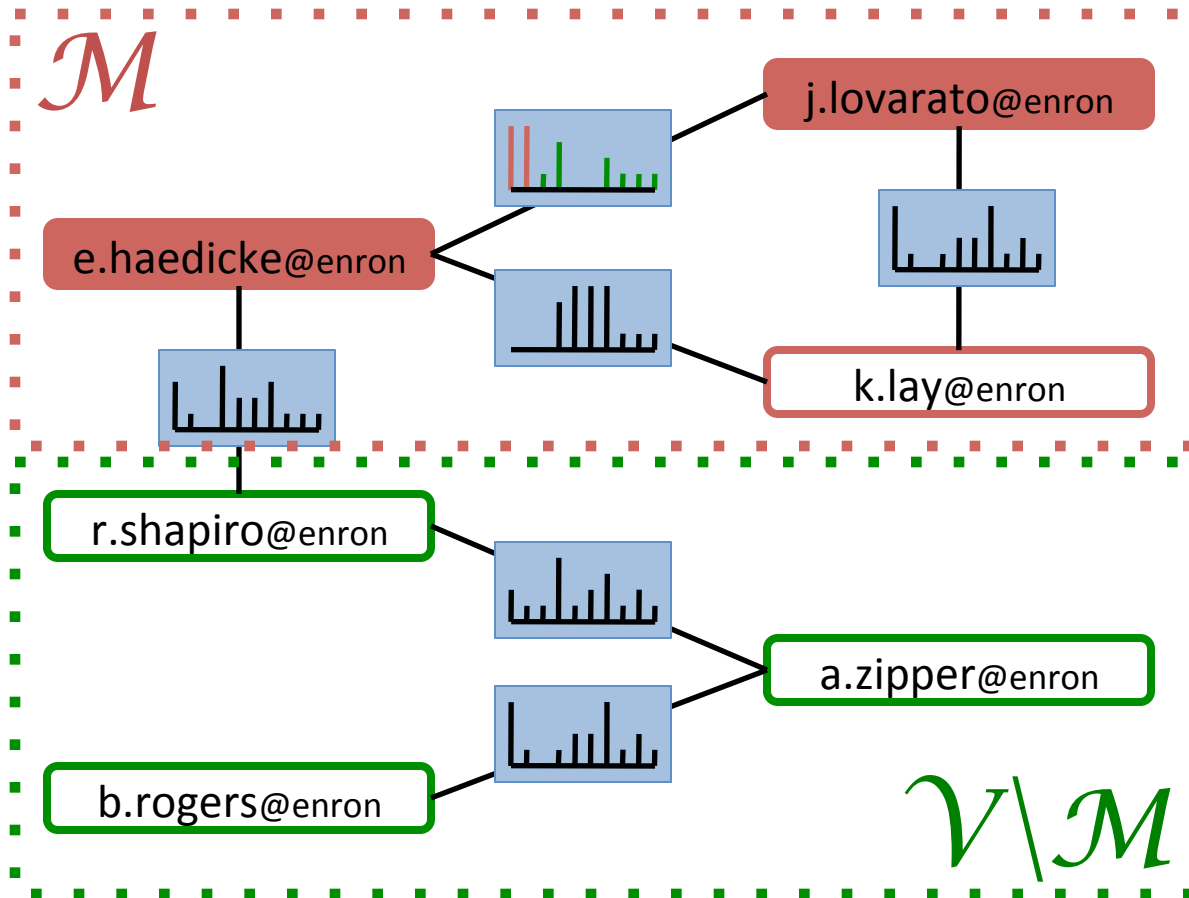 ℳ
j.lovarato@enron
e.haedicke@enron
k.lay@enron
r.shapiro@enron
a.zipper@enron
b.rogers@enron
𝒱\ℳ